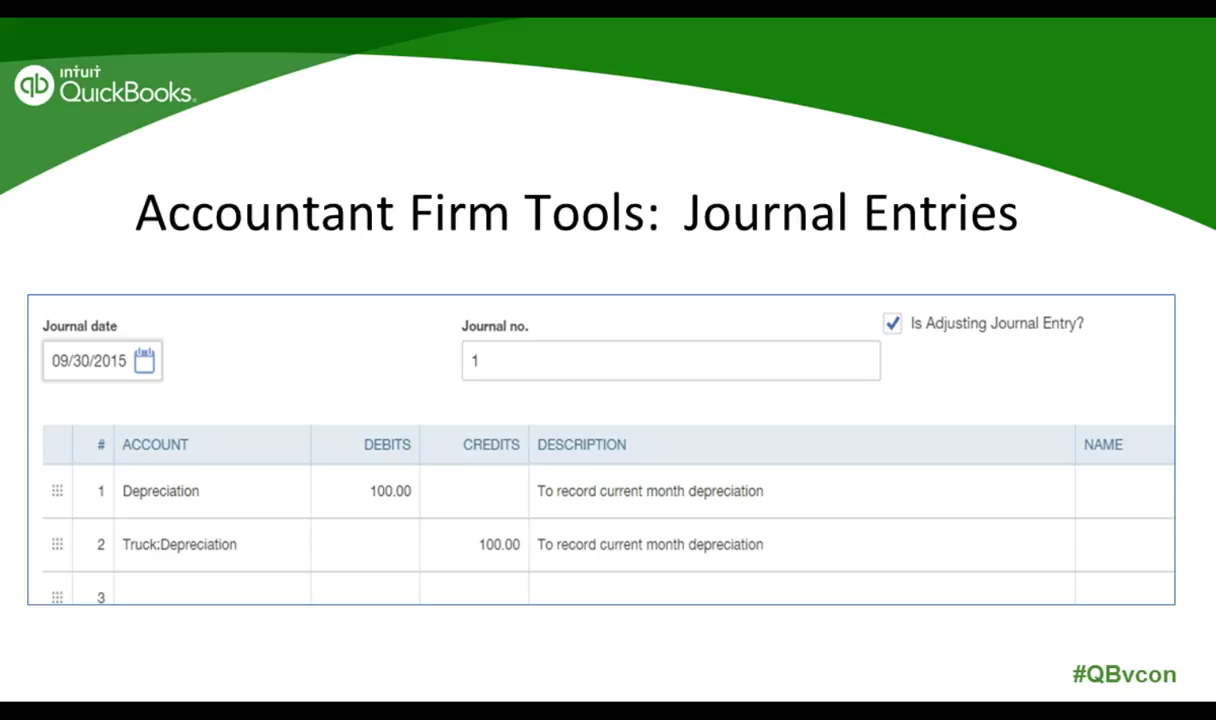 intuit
QuickBooks.
Accountant Firm Tools: Journal Entries
Journal date
Journal no.
Is Adjusting Journal Entry?
09/30/2015
1
# ACCOUNT DEBITS CREDITS DESCRIPTION NAME
1 Depreciation 100.00 To record current month depreciation
2 Truck:Depreciation 100.00 To record current month depreciation
3
#QBvcon